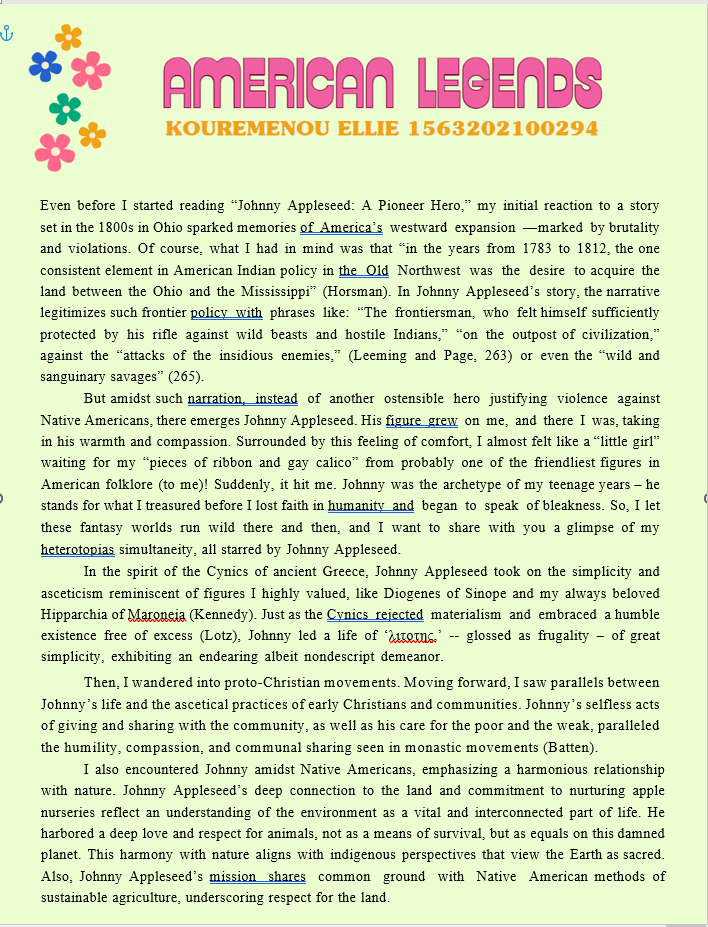 AMERICAN LEGENDS
KOUREMENOU ELLIE 1563202100294
Even before I started reading “Johnny Appleseed: A Pioneer Hero,” my initial reaction to a story
set in the 1800s in Ohio sparked memories of America’s westward expansion —marked by brutality
and violations. Of course, what I had in mind was that “in the years from 1783 to 1812, the one
consistent element in American Indian policy in the Old Northwest was the desire to acquire the
land between the Ohio and the Mississippi” (Horsman). In Johnny Appleseed’s story, the narrative
legitimizes such frontier policy with phrases like: “The frontiersman, who felt himself sufficiently
protected by his rifle against wild beasts and hostile Indians,” “on the outpost of civilization,”
against the “attacks of the insidious enemies,” (Leeming and Page, 263) or even the “wild and
sanguinary savages” (265).
But amidst such narration, instead of another ostensible hero justifying violence against
Native Americans, there emerges Johnny Appleseed. His figure grew on me, and there I was, taking
in his warmth and compassion. Surrounded by this feeling of comfort, I almost felt like a “little girl”
waiting for my “pieces of ribbon and gay calico” from probably one of the friendliest figures in
American folklore (to me)! Suddenly, it hit me. Johnny was the archetype of my teenage years – he
stands for what I treasured before I lost faith in humanity and began to speak of bleakness. So, I let
these fantasy worlds run wild there and then, and I want to share with you a glimpse of my
heterotopias simultaneity, all starred by Johnny Appleseed.
In the spirit of the Cynics of ancient Greece, Johnny Appleseed took on the simplicity and
asceticism reminiscent of figures I highly valued, like Diogenes of Sinope and my always beloved
Hipparchia of Maroneia (Kennedy). Just as the Cynics rejected materialism and embraced a humble
existence free of excess (Lotz), Johnny led a life of ‘λιτοτης’ -- glossed as frugality – of great
simplicity, exhibiting an endearing albeit nondescript demeanor.
Then, I wandered into proto-Christian movements. Moving forward, I saw parallels between
Johnny’s life and the ascetical practices of early Christians and communities. Johnny’s selfless acts
of giving and sharing with the community, as well as his care for the poor and the weak, paralleled
the humility, compassion, and communal sharing seen in monastic movements (Batten).
I also encountered Johnny amidst Native Americans, emphasizing a harmonious relationship
with nature. Johnny Appleseed’s deep connection to the land and commitment to nurturing apple
nurseries reflect an understanding of the environment as a vital and interconnected part of life. He
harbored a deep love and respect for animals, not as a means of survival, but as equals on this damned
planet. This harmony with nature aligns with indigenous perspectives that view the Earth as sacred.
Also, Johnny Appleseed’s mission shares common ground with Native American methods of
sustainable agriculture, underscoring respect for the land.